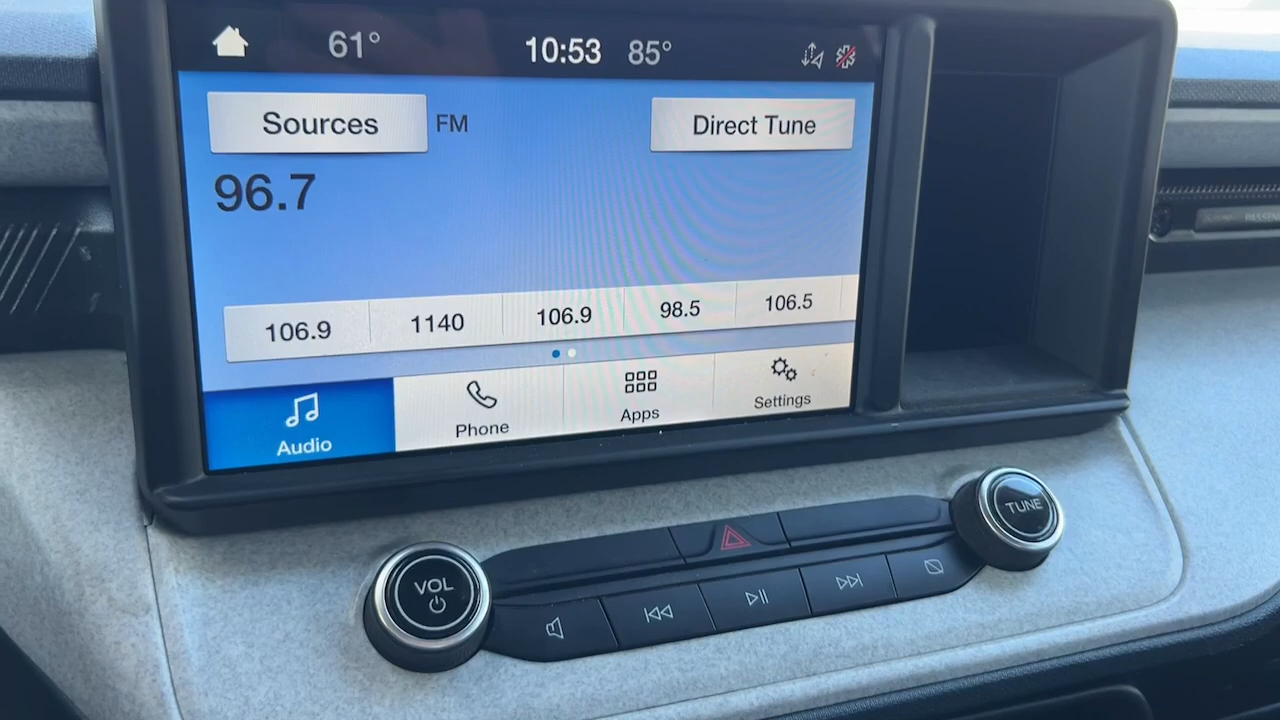 61° 10:53 85°
Sources FM Direct Tune
96.7
106.9 1140 106.9 98.5 106.5
Audio Phone Apps Settings
TUNE
VOL